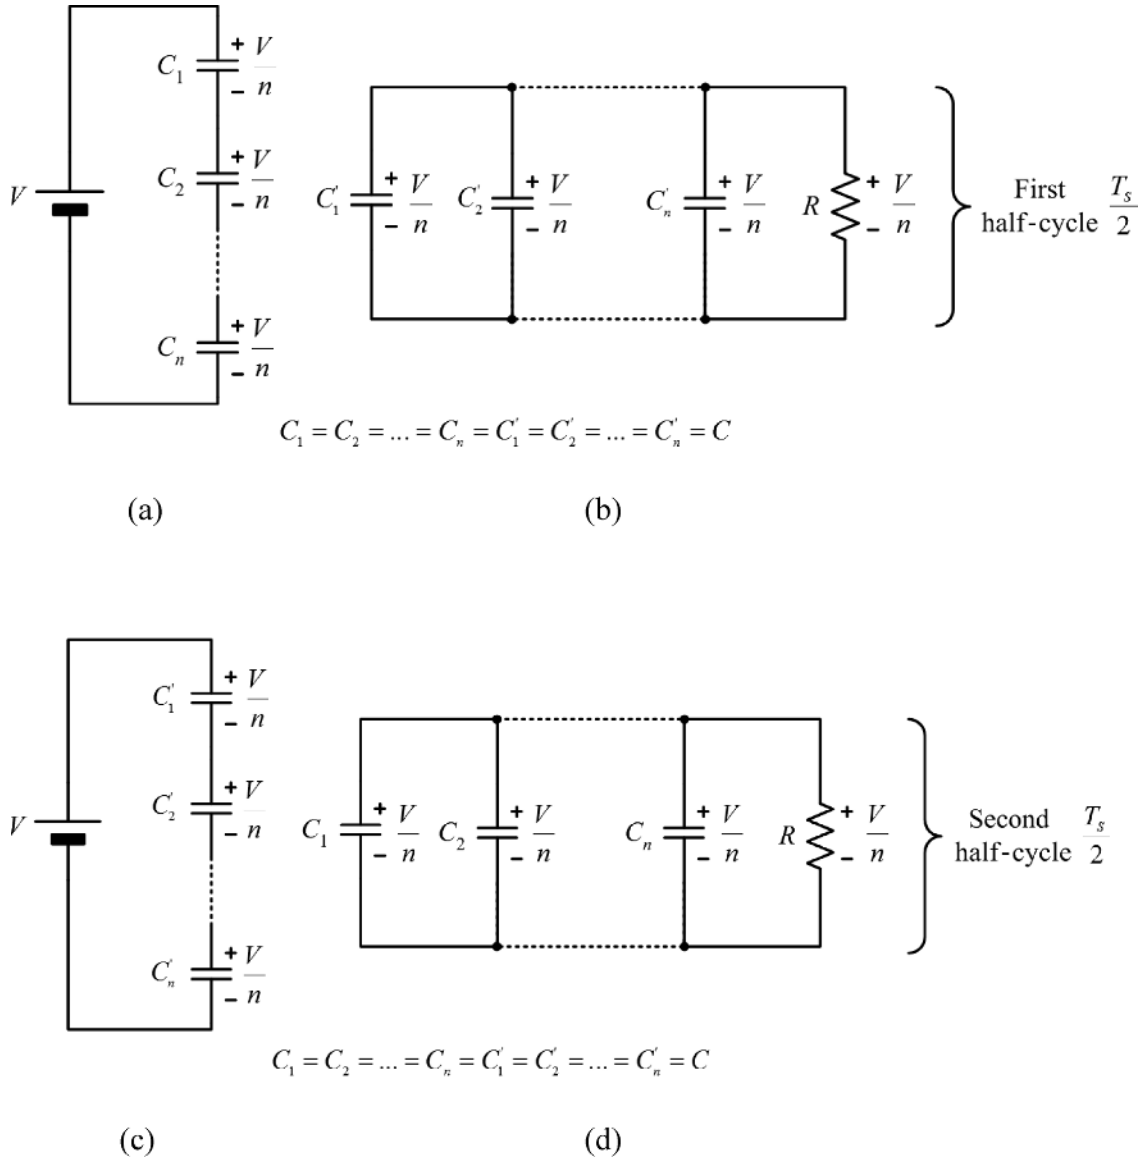 V
C₁ + V/n −
C₂ + V/n −
Cₙ + V/n −
C₁' + V/n −
C₂' + V/n −
Cₙ' + V/n −
R + V/n −
First
half-cycle Tₛ/2
C₁ = C₂ = ... = Cₙ = C₁' = C₂' = ... = Cₙ' = C
(a)
(b)
V
C₁' + V/n −
C₂' + V/n −
Cₙ' + V/n −
C₁ + V/n −
C₂ + V/n −
Cₙ + V/n −
R + V/n −
Second
half-cycle Tₛ/2
C₁ = C₂ = ... = Cₙ = C₁' = C₂' = ... = Cₙ' = C
(c)
(d)